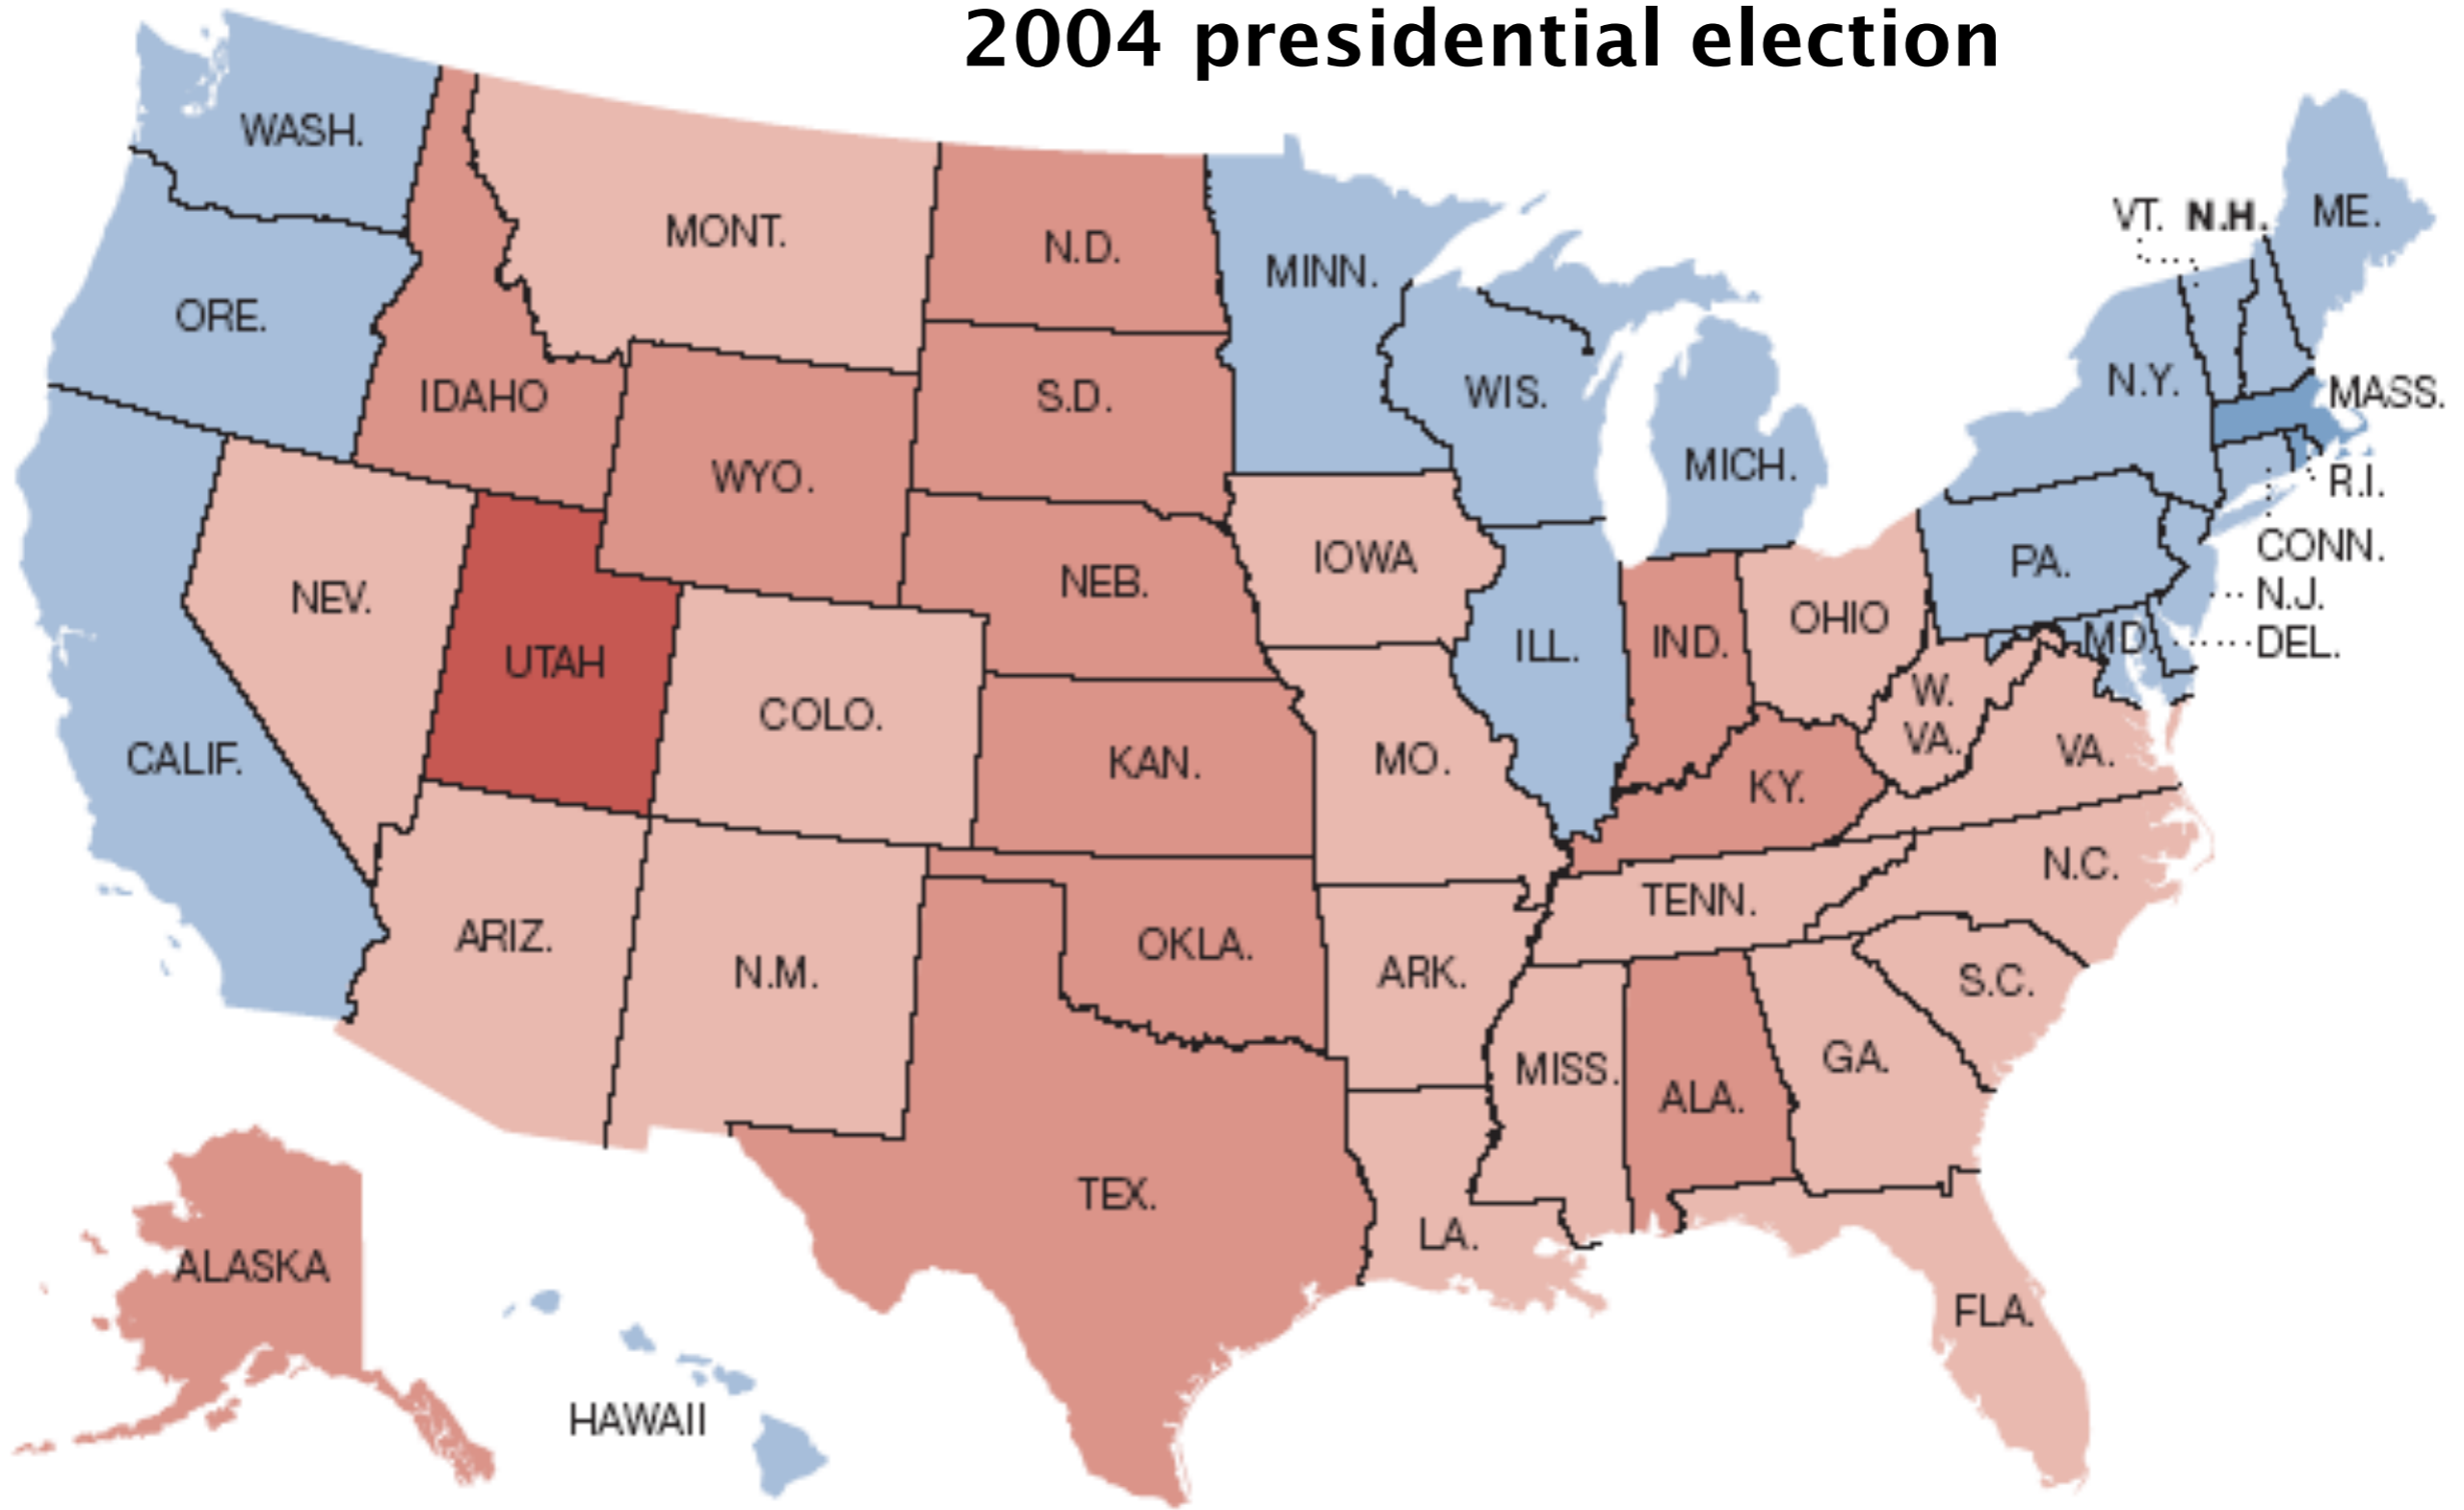 2004 presidential election
WASH.
MONT.
N.D.
MINN.
VT. N.H.
ME.
ORE.
IDAHO
S.D.
WIS.
N.Y.
MASS.
WYO.
MICH.
R.I.
NEV.
NEB.
IOWA
PA.
CONN.
N.J.
UTAH
ILL.
IND.
OHIO
MD.
DEL.
CALIF.
COLO.
KAN.
MO.
KY.
W.
VA.
VA.
ARIZ.
N.M.
OKLA.
ARK.
TENN.
N.C.
S.C.
MISS.
ALA.
GA.
TEX.
LA.
FLA.
ALASKA
HAWAII